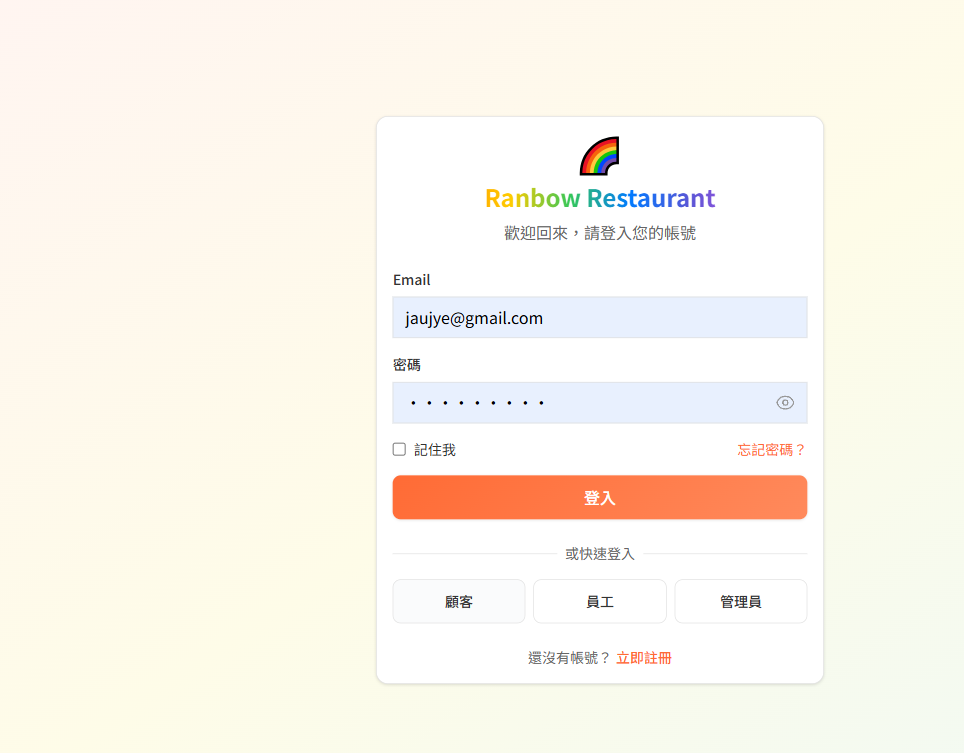 Ranbow Restaurant
歡迎回來，請登入您的帳號
Email
jaujye@gmail.com
密碼
• • • • • • • • •
記住我 忘記密碼？
登入
或快速登入
顧客 員工 管理員
還沒有帳號？ 立即註冊